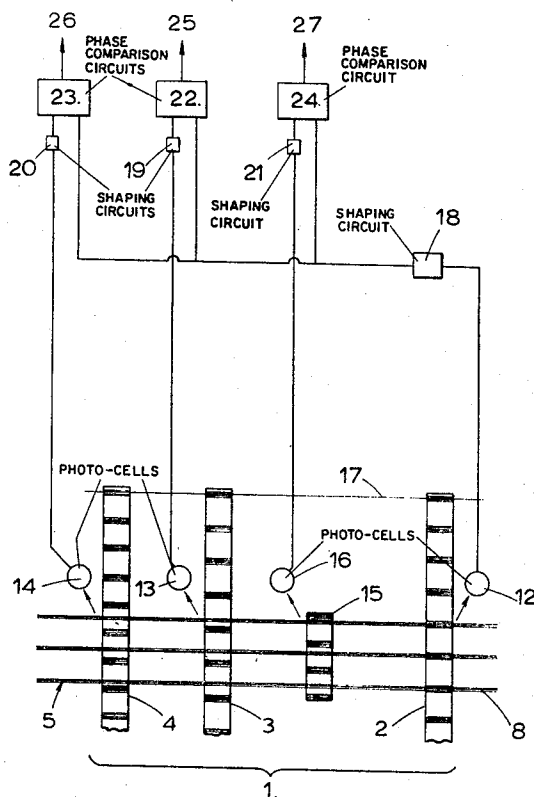 26
25
27
PHASE
COMPARISON
CIRCUITS
PHASE
COMPARISON
CIRCUIT
23.
22.
24.
20
19
21
SHAPING
CIRCUITS
SHAPING
CIRCUIT
SHAPING
CIRCUIT
18
PHOTO-CELLS
17
PHOTO-CELLS
14
13
16
12
15
5
4
3
2
8
1.